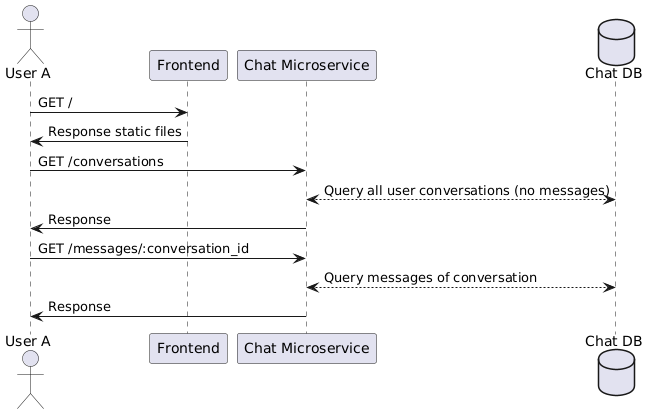 User A
Frontend
Chat Microservice
Chat DB
GET /
Response static files
GET /conversations
Query all user conversations (no messages)
Response
GET /messages/:conversation_id
Query messages of conversation
Response
User A
Frontend
Chat Microservice
Chat DB